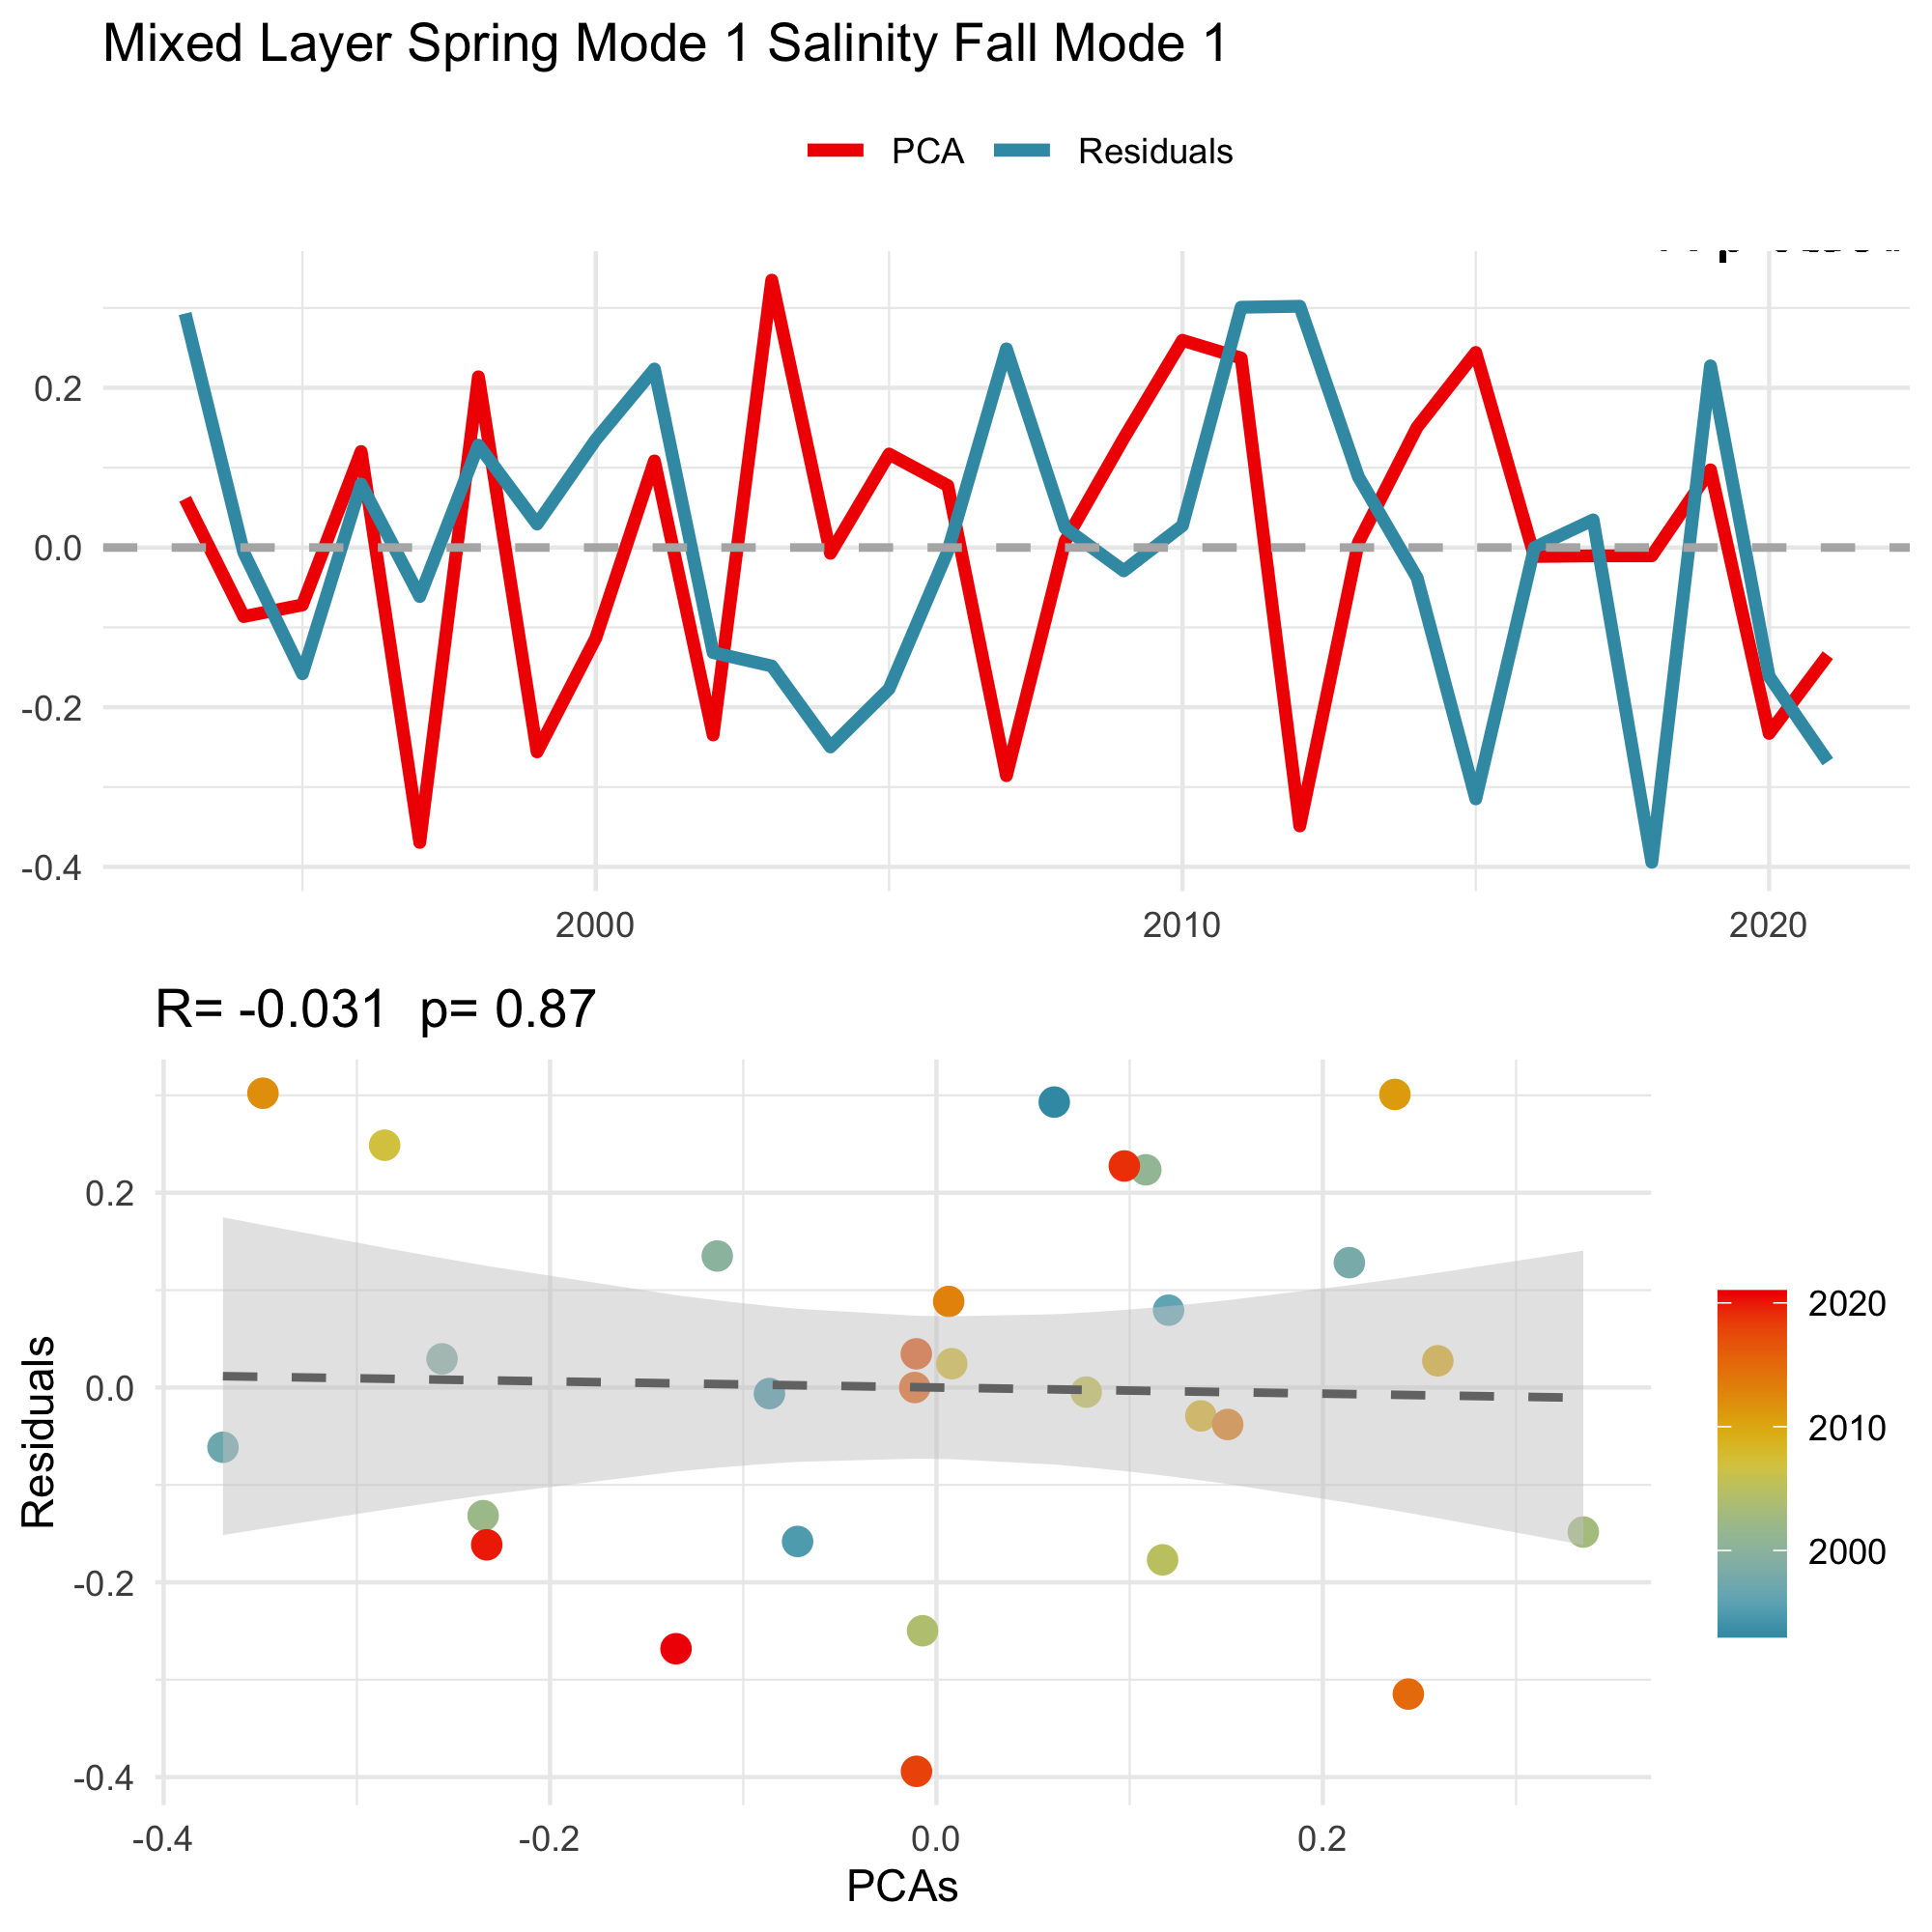 Mixed Layer Spring Mode 1 Salinity Fall Mode 1
PCA Residuals
0.2
0.0
-0.2
-0.4
2000 2010 2020
R= -0.031 p= 0.87
0.2
0.0
-0.2
-0.4
Residuals
-0.4 -0.2 0.0 0.2
PCAs
2020
2010
2000